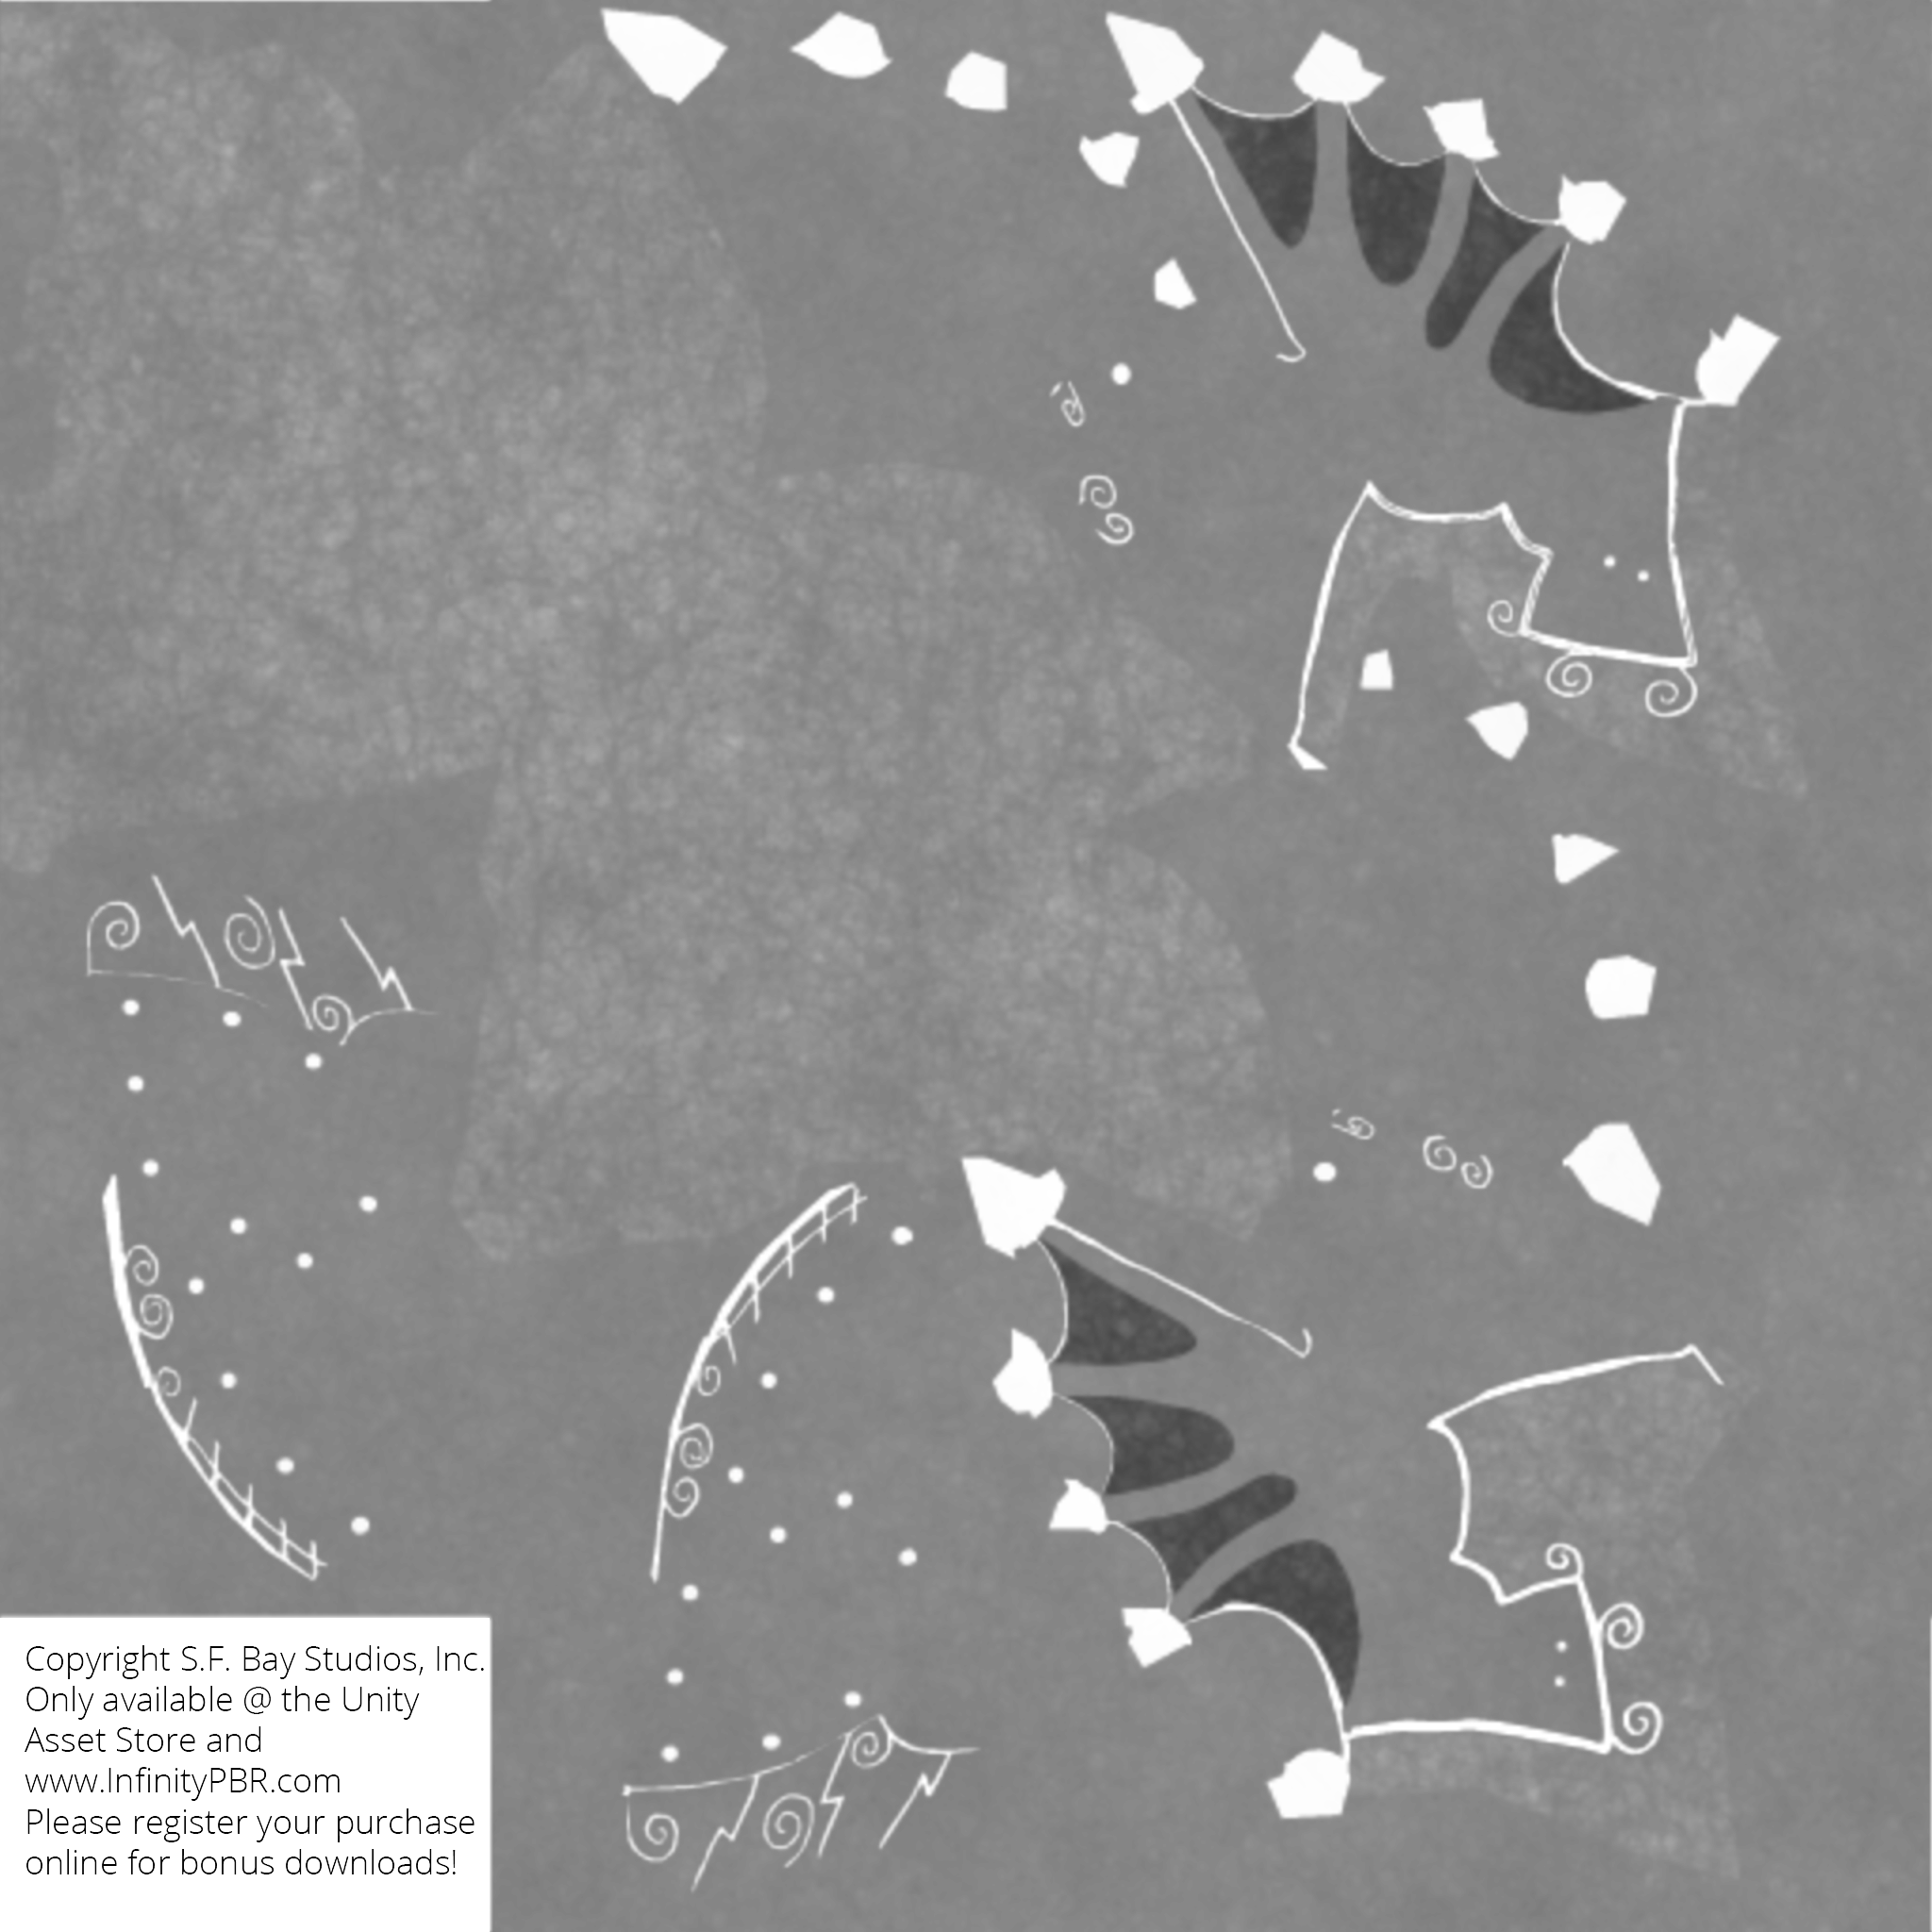 Copyright S.F. Bay Studios, Inc.
Only available @ the Unity
Asset Store and
www.InfinityPBR.com
Please register your purchase
online for bonus downloads!